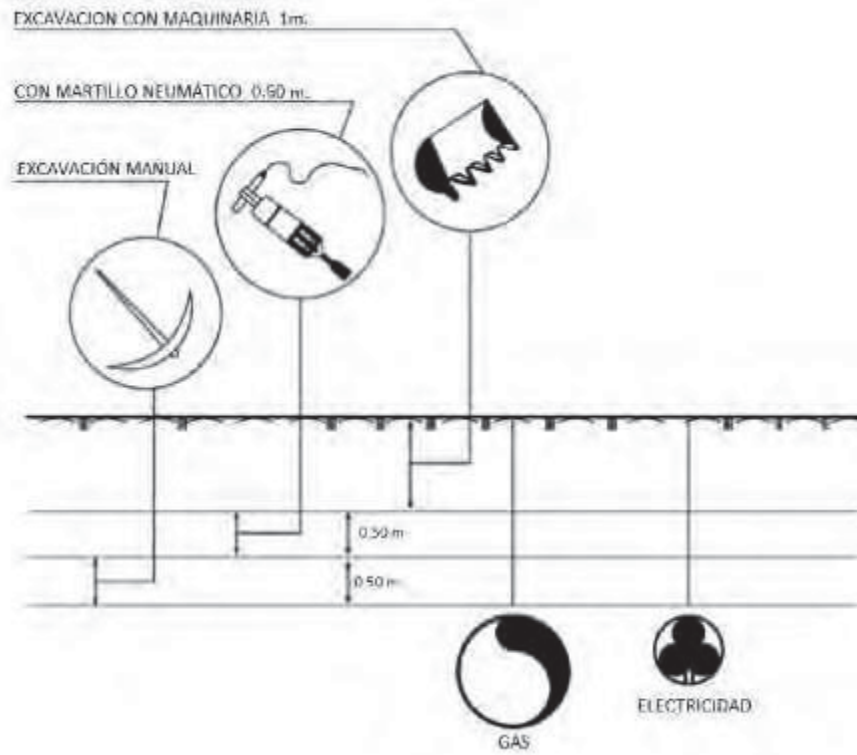 EXCAVACION CON MAQUINARIA 1m.
CON MARTILLO NEUMÁTICO 0.50 m.
EXCAVACIÓN MANUAL
0.50 m
0.50 m
GAS
ELECTRICIDAD